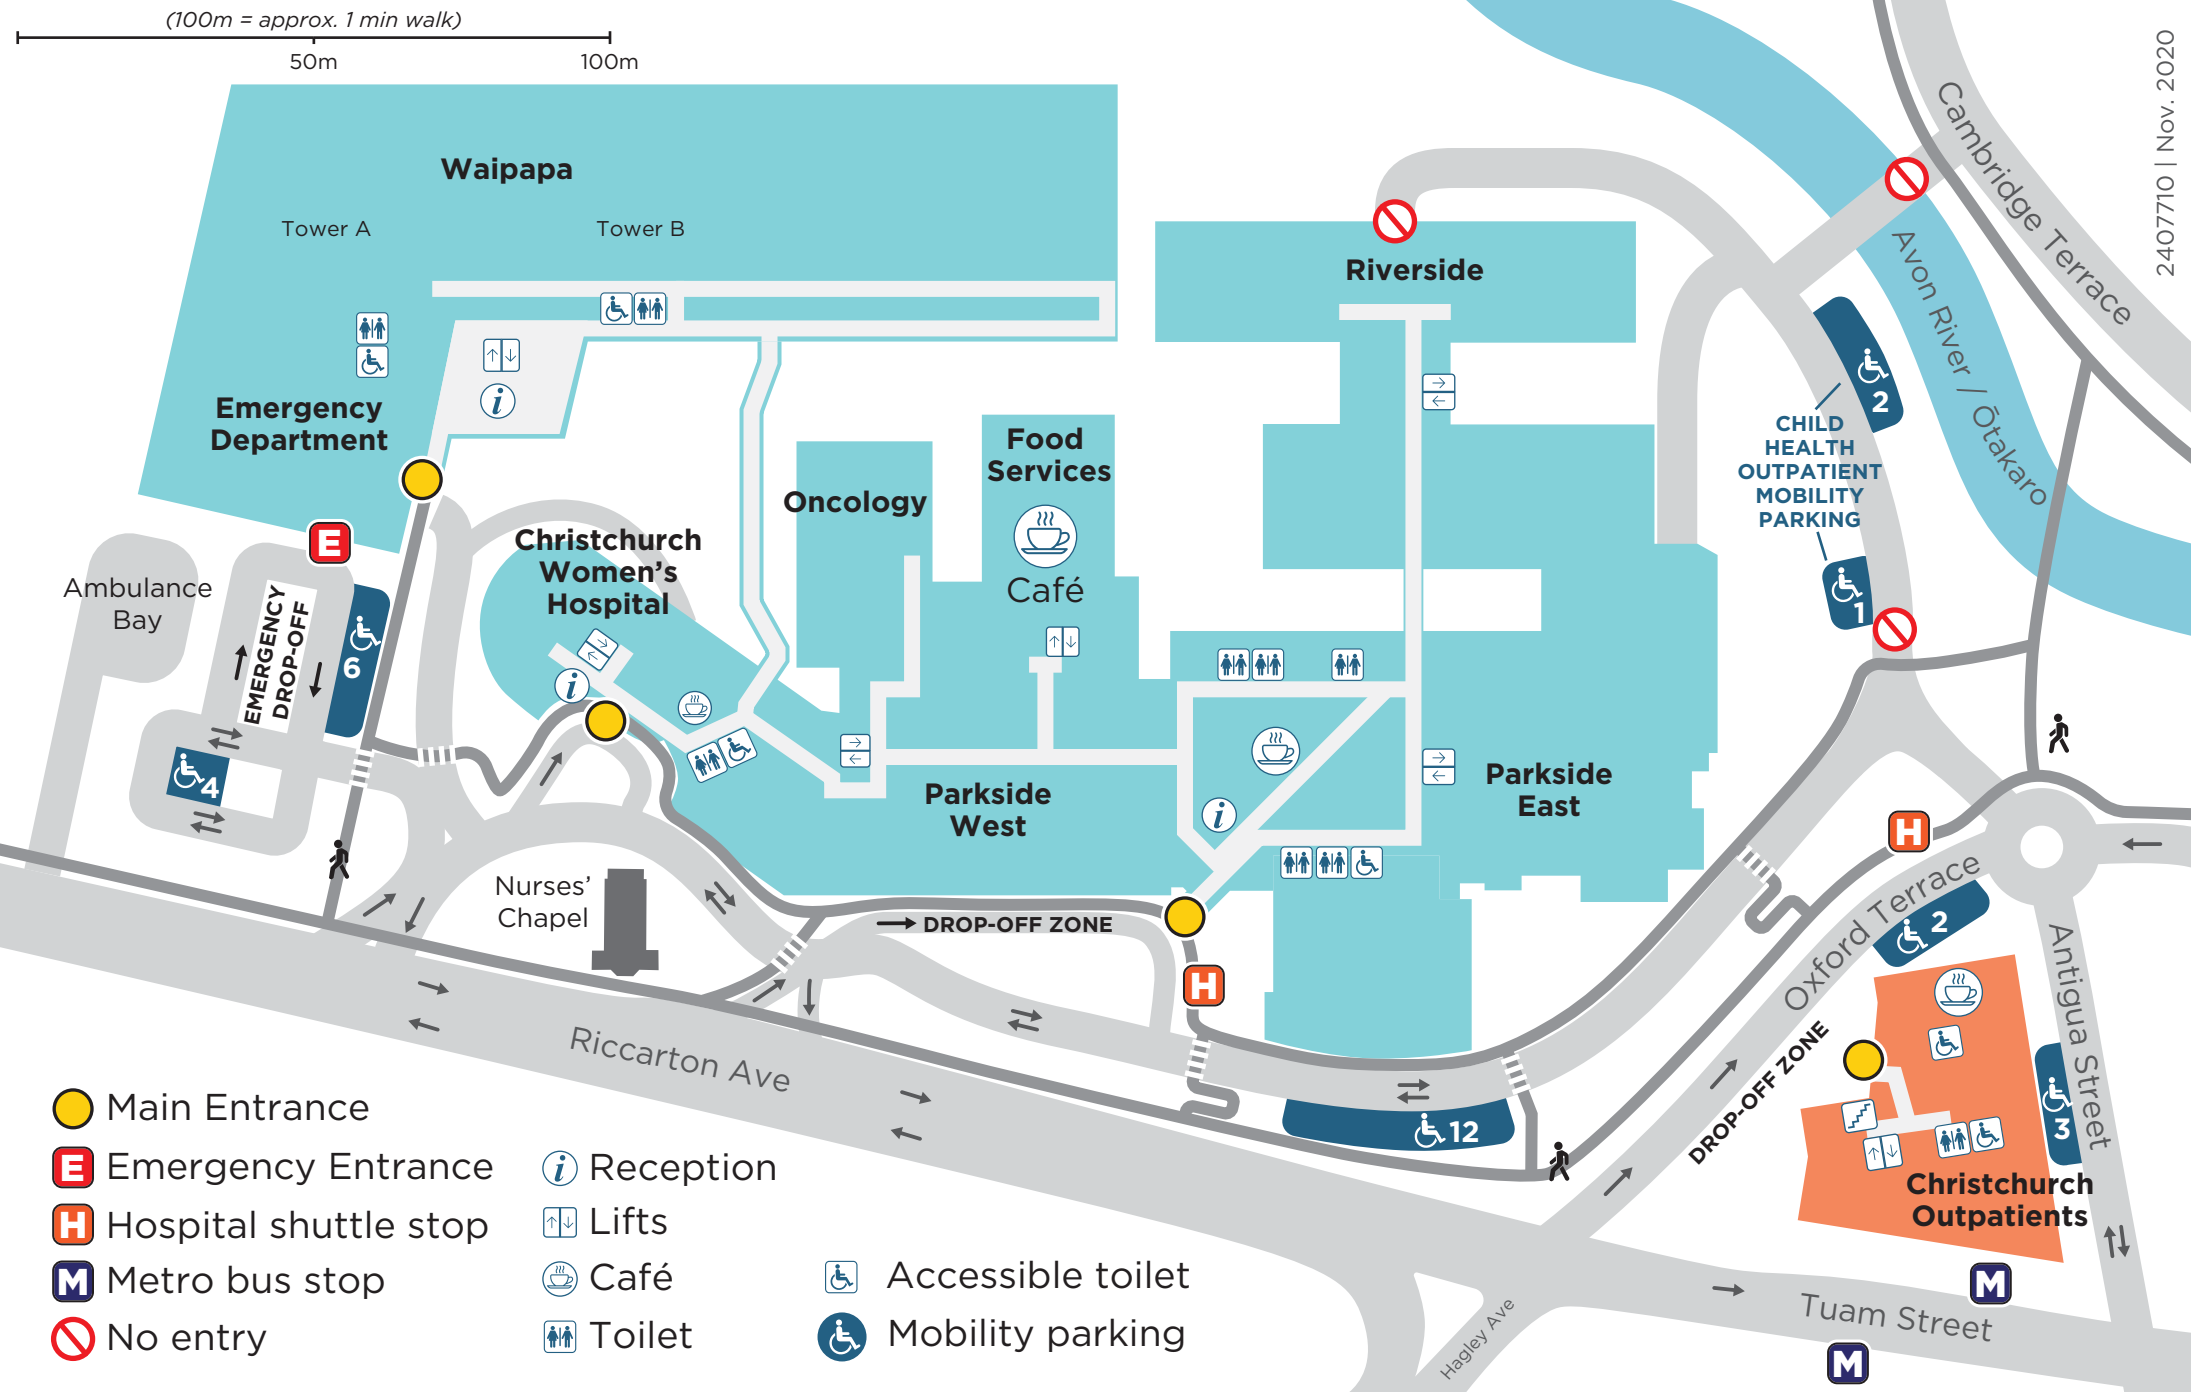 (100m = approx. 1 min walk)
50m
100m
2407710 | Nov. 2020
Waipapa
Tower A
Tower B
Emergency
Department
E
Ambulance
Bay
EMERGENCY
DROP-OFF
6
4
Christchurch
Women's
Hospital
i
i
Oncology
Food
Services
Café
Riverside
Cambridge Terrace
Avon River / Ōtakaro
2
CHILD
HEALTH
OUTPATIENT
MOBILITY
PARKING
1
Parkside
West
i
Parkside
East
Nurses'
Chapel
DROP-OFF ZONE
H
H
Oxford Terrace
2
Antigua Street
3
DROP-OFF ZONE
12
Christchurch
Outpatients
Riccarton Ave
Hagley Ave
Tuam Street
M
M
Main Entrance
E Emergency Entrance
H Hospital shuttle stop
M Metro bus stop
No entry
i Reception
Lifts
Café
Toilet
Accessible toilet
Mobility parking